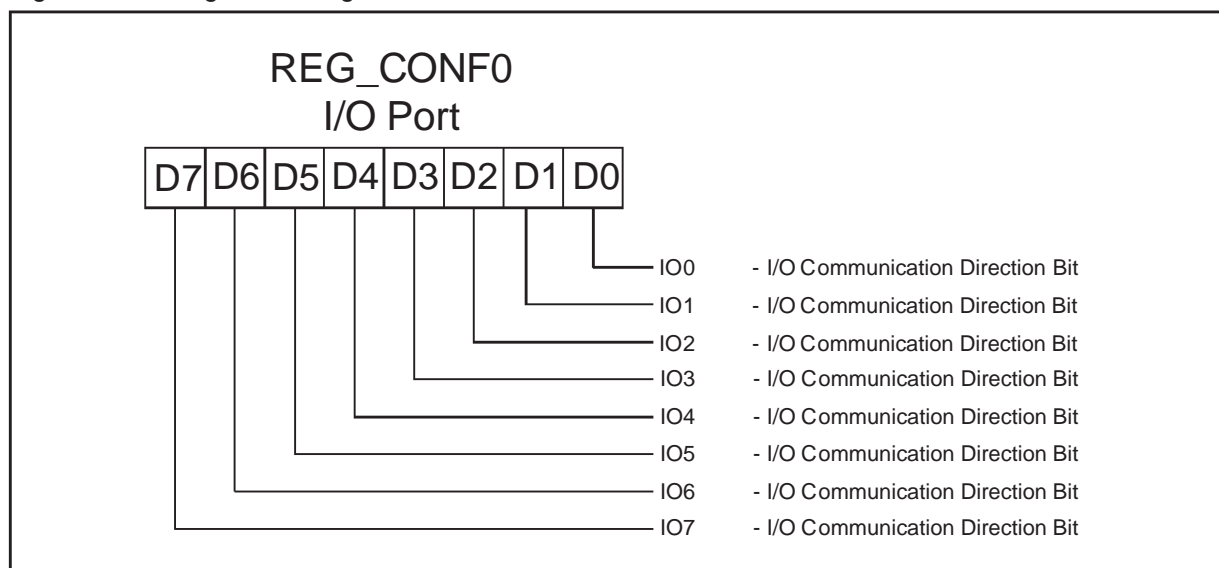 REG_CONF0
I/O Port
D7 D6 D5 D4 D3 D2 D1 D0
IO0 - I/O Communication Direction Bit
IO1 - I/O Communication Direction Bit
IO2 - I/O Communication Direction Bit
IO3 - I/O Communication Direction Bit
IO4 - I/O Communication Direction Bit
IO5 - I/O Communication Direction Bit
IO6 - I/O Communication Direction Bit
IO7 - I/O Communication Direction Bit